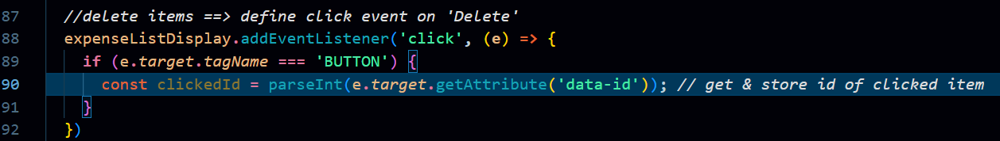 87 //delete items ==> define click event on 'Delete'
88 expenseListDisplay.addEventListener('click', (e) => {
89 if (e.target.tagName === 'BUTTON') {
90 const clickedId = parseInt(e.target.getAttribute('data-id')); // get & store id of clicked item
91 }
92 })